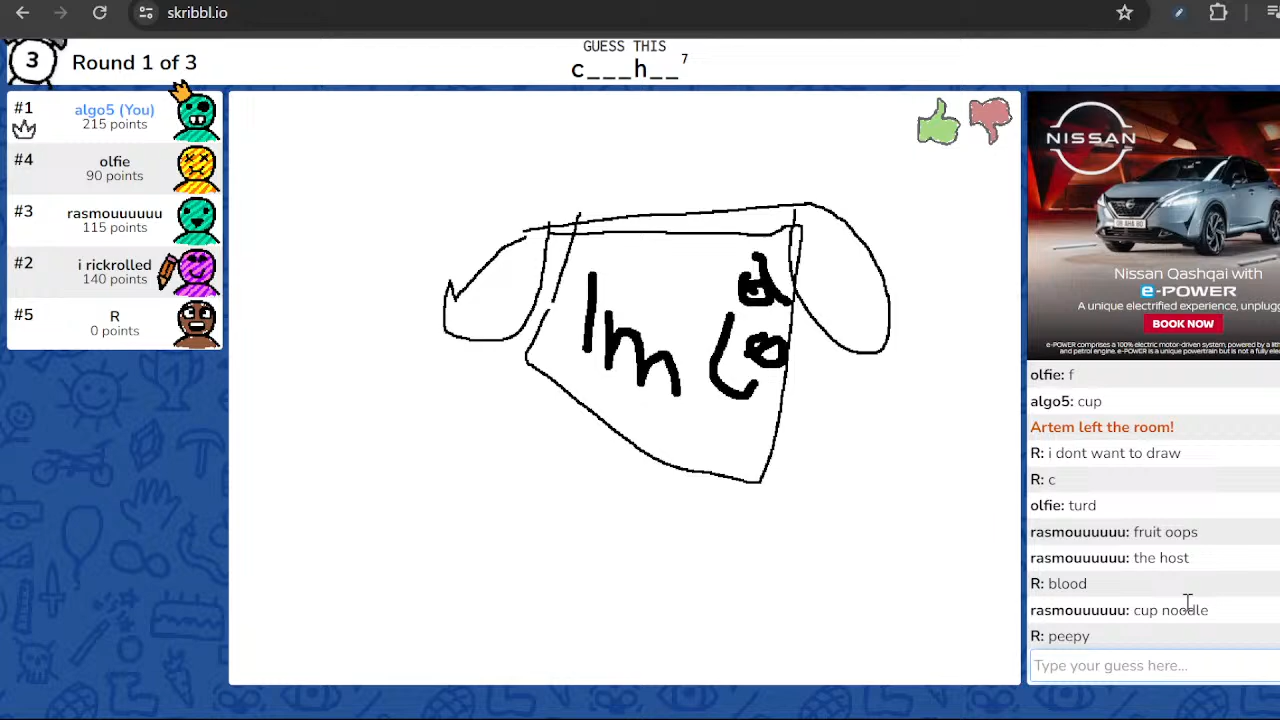 skribbl.io
3
Round 1 of 3
GUESS THIS
c___h__ 7
#1
algo5 (You)
215 points
#4
olfie
90 points
#3
rasmouuuuuu
115 points
#2
i rickrolled
140 points
#5
R
0 points
Im
NISSAN
Nissan Qashqai with
e-POWER
A unique electrified experience, unplugg
BOOK NOW
olfie: f
algo5: cup
Artem left the room!
R: i dont want to draw
R: c
olfie: turd
rasmouuuuuu: fruit oops
rasmouuuuuu: the host
R: blood
rasmouuuuuu: cup noodle
R: peepy
Type your guess here...